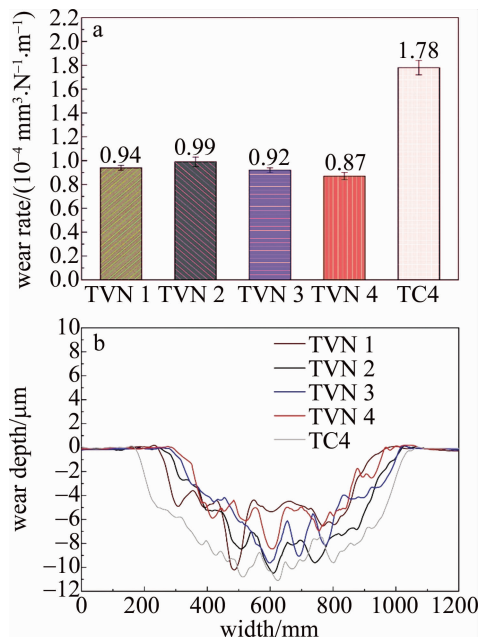 a
wear rate/(10⁻⁴ mm³·N⁻¹·m⁻¹)
2.2
2.0
1.8
1.6
1.4
1.2
1.0
0.8
0.6
0.4
0.2
0.0
0.94
0.99
0.92
0.87
1.78
TVN 1 TVN 2 TVN 3 TVN 4 TC4
b
wear depth/μm
10
8
6
4
2
0
−2
−4
−6
−8
−10
−12
TVN 1
TVN 2
TVN 3
TVN 4
TC4
0 200 400 600 800 1000 1200
width/mm